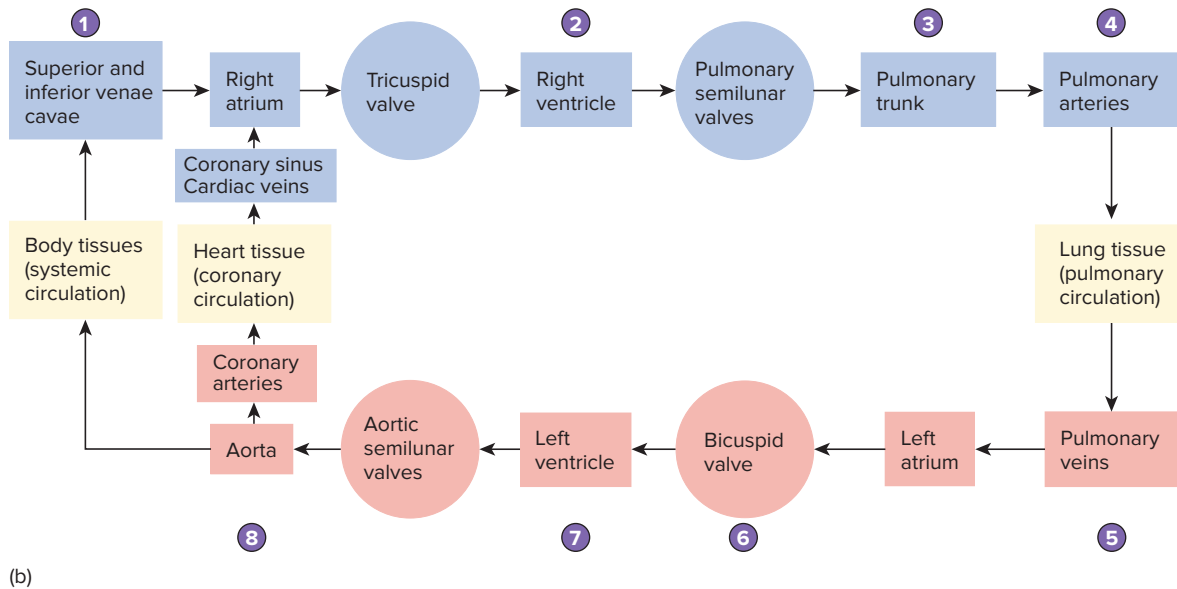 1
2
3
4
Superior and
inferior venae
cavae
Right
atrium
Tricuspid
valve
Right
ventricle
Pulmonary
semilunar
valves
Pulmonary
trunk
Pulmonary
arteries
Coronary sinus
Cardiac veins
Body tissues
(systemic
circulation)
Heart tissue
(coronary
circulation)
Lung tissue
(pulmonary
circulation)
Coronary
arteries
Aorta
Aortic
semilunar
valves
Left
ventricle
Bicuspid
valve
Left
atrium
Pulmonary
veins
8
7
6
5
(b)